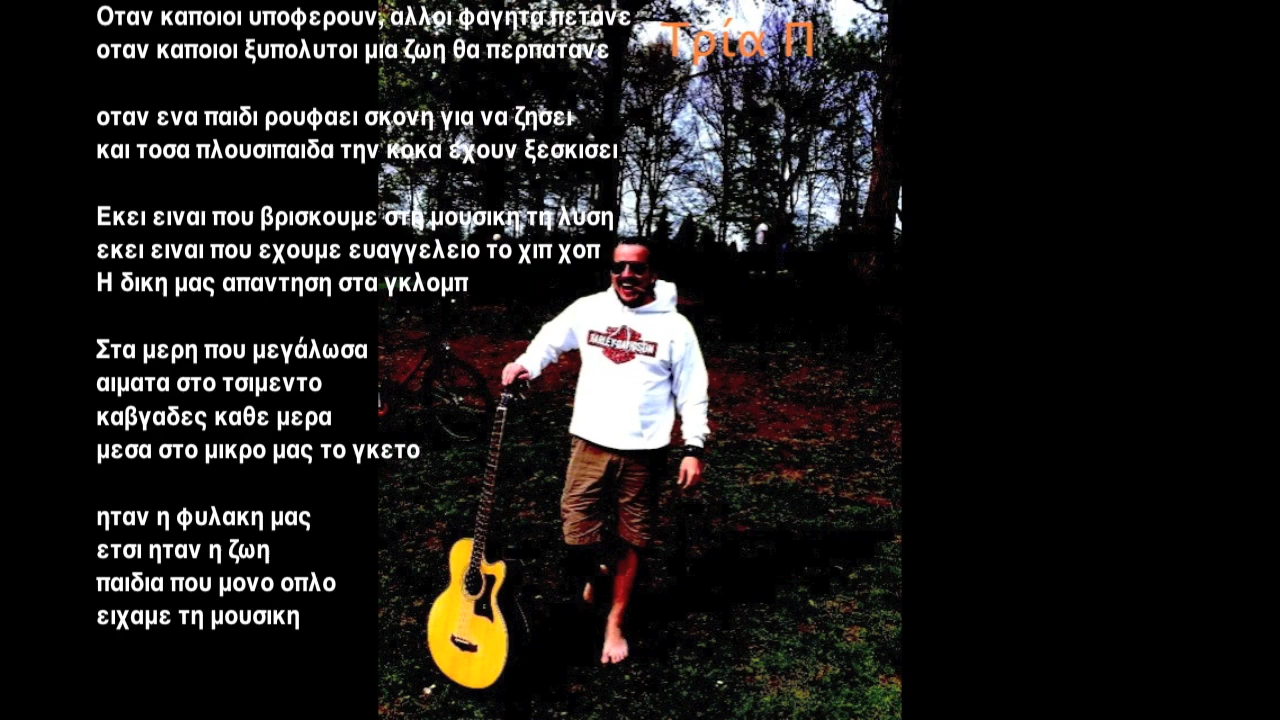 Οταν καποιοι υποφερουν, αλλοι φαγητα πετανε
οταν καποιοι ξυπολυτοι μια ζωη θα περπατανε
Τρία Π
οταν ενα παιδι ρουφαει σκονη για να ζησει
και τοσα πλουσιπαιδα την κοκα εχουν ξεσκισει
Εκει ειναι που βρισκουμε στη μουσικη τη λυση
εκει ειναι που εχουμε ευαγγελειο το χιπ χοπ
Η δικη μας απαντηση στα γκλομπ
Στα μερη που μεγάλωσα
αιματα στο τσιμεντο
καβγαδες καθε μερα
μεσα στο μικρο μας το γκετο
ηταν η φυλακη μας
ετσι ηταν η ζωη
παιδια που μονο οπλο
ειχαμε τη μουσικη
HARLEY-DAVIDSON